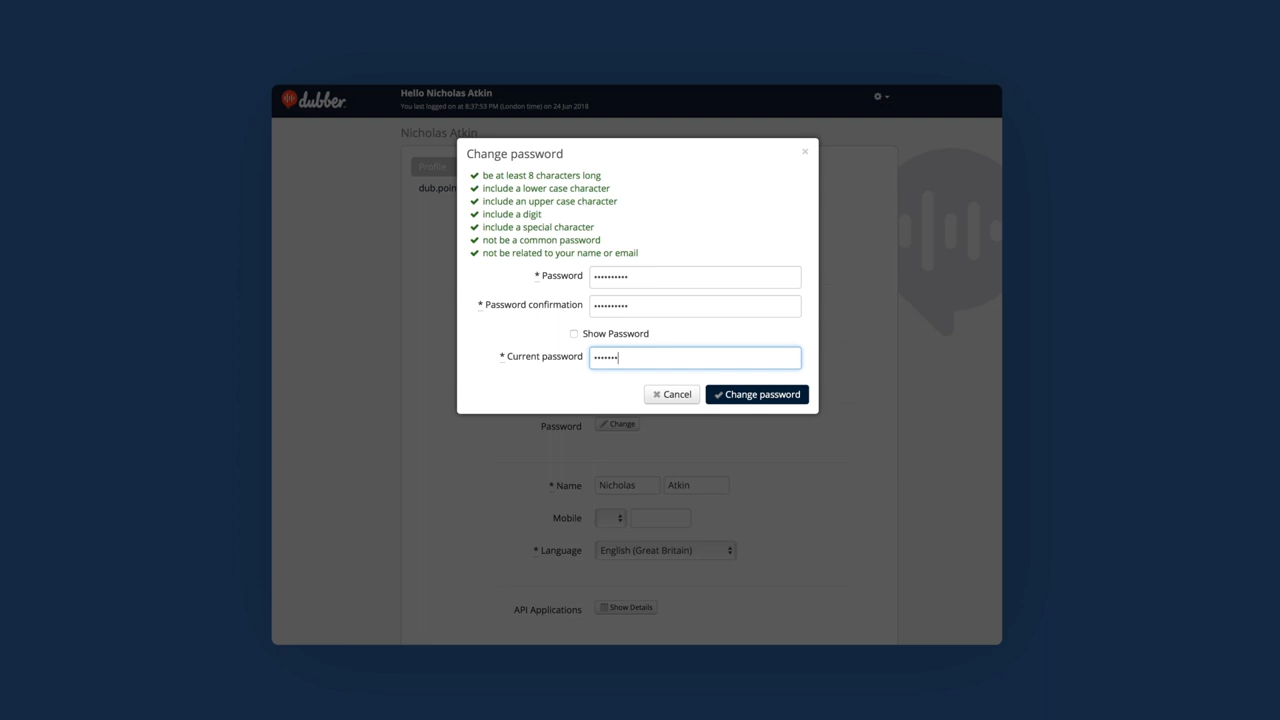 dubber
Hello Nicholas Atkin
You last logged on at 8:37:53 PM (London time) on 24 Jun 2018
Nicholas Atkin
Profile
dub.poin
Change password
be at least 8 characters long
include a lower case character
include an upper case character
include a digit
include a special character
not be a common password
not be related to your name or email
* Password ••••••••••
* Password confirmation ••••••••••
Show Password
* Current password •••••••
Cancel Change password
Password Change
* Name Nicholas Atkin
Mobile
* Language English (Great Britain)
API Applications Show Details